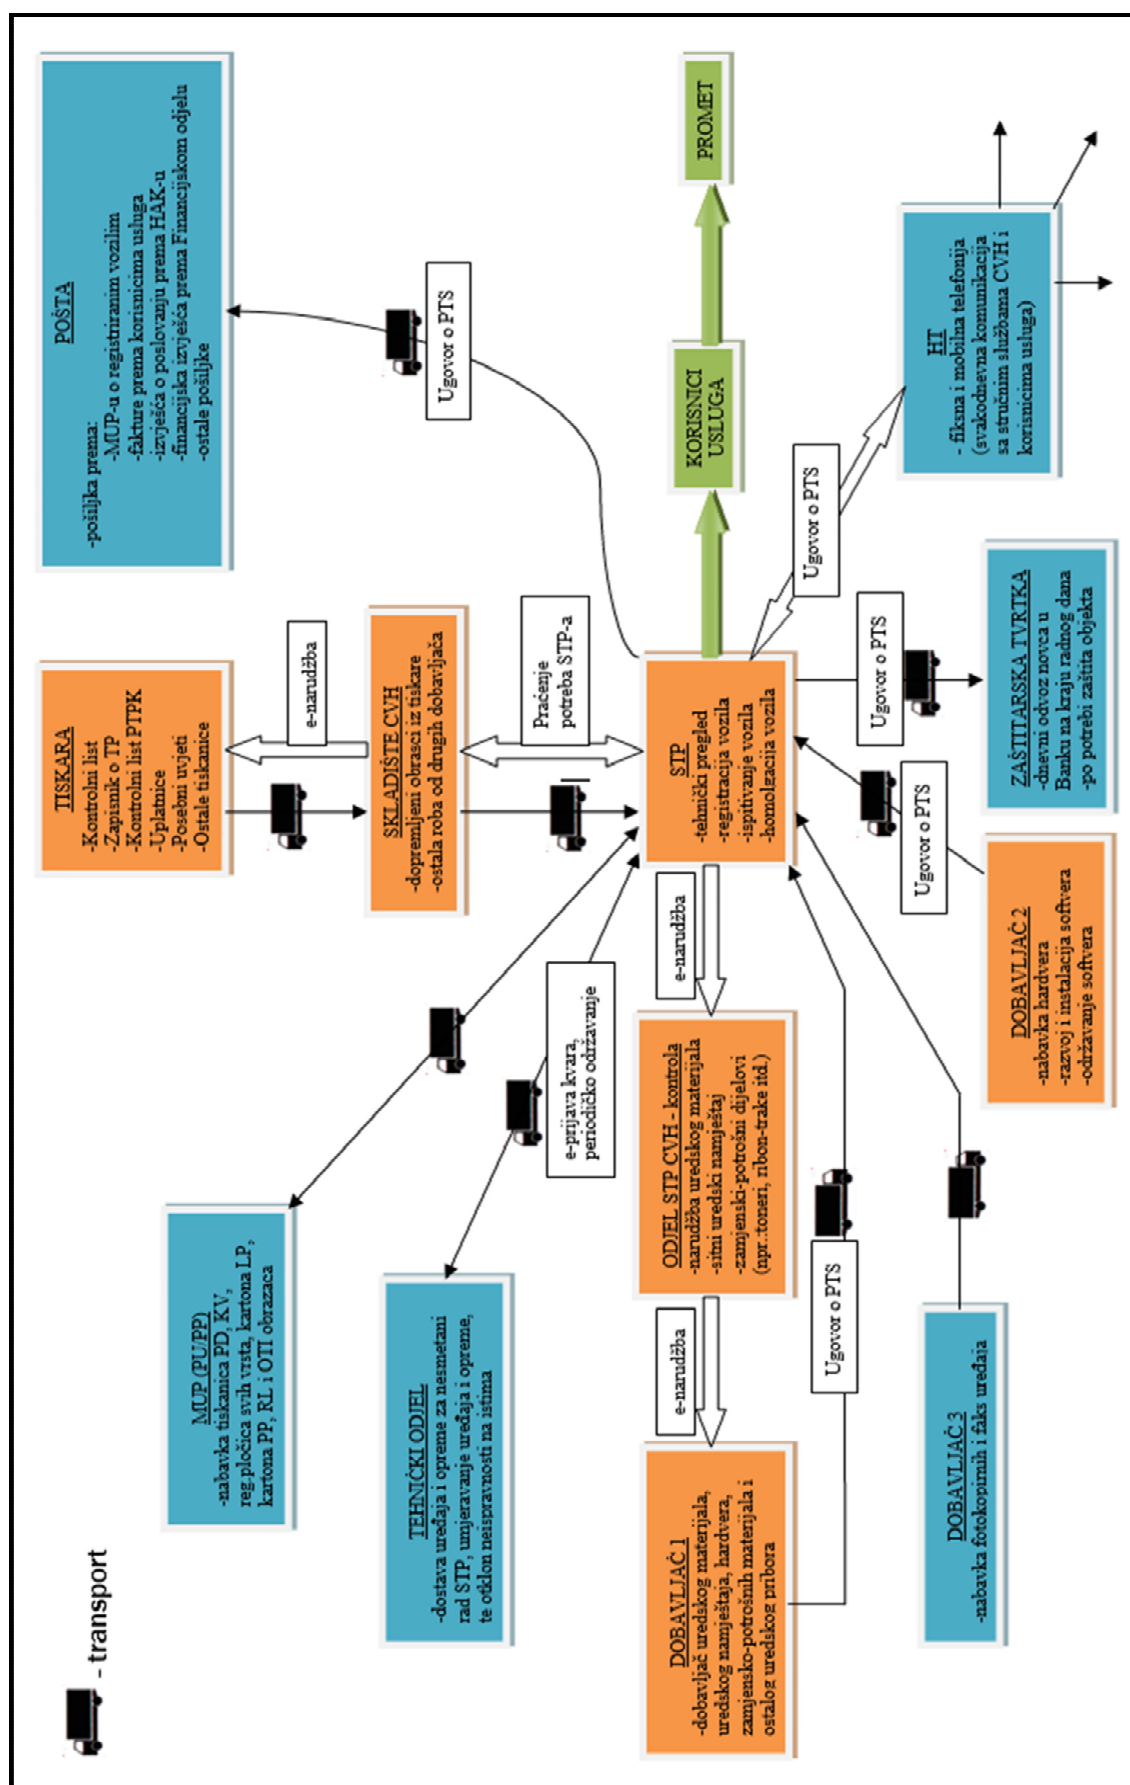 - transport
MUP (PU/PP)
-nabavka tiskanica PD, KV,
reg.pločica svih vrsta, kartona LP,
kartona PP, RL i OTI obrazaca
TISKARA
-Kontrolni list
-Zapisnik o TP
-Kontrolni list PTPK
-Uplatnice
-Posebni uvjeti
-Ostale tiskanice
POŠTA
-pošiljka prema:
-MUP-u o registriranim vozilim
-fakture prema korisnicima usluga
-izvješća o poslovanju prema HAK-u
-financijska izvješća prema Financijskom odjelu
-ostale pošiljke
e-narudžba
TEHNIČKI ODJEL
-dostava uređaja i opreme za nesmetani
rad STP, umjeravanje uređaja i opreme,
te otklon neispravnosti na istima
SKLADIŠTE CVH
-dopremljeni obrasci iz tiskare
-ostala roba od drugih dobavljača
Ugovor o PTS
e-prijava kvara,
periodičko održavanje
Praćenje
potreba STP-a
DOBAVLJAČ 1
-dobavljač uredskog materijala,
uredskog namještaja, hardvera,
zamjensko-potrošnih materijala i
ostalog uredskog pribora
e-narudžba
ODJEL STP CVH - kontrola
-narudžba uredskog materijala
-sitni uredski namještaj
-zamjenski-potrošni dijelovi
(npr.:toneri, ribon-trake itd.)
e-narudžba
STP
-tehnički pregled
-registracija vozila
-ispitivanje vozila
-homolgacija vozila
KORISNICI
USLUGA
PROMET
Ugovor o PTS
Ugovor o PTS
Ugovor o PTS
Ugovor o PTS
DOBAVLJAČ 3
-nabavka fotokopirnih i faks uređaja
DOBAVLJAČ 2
-nabavka hardvera
-razvoj i instalacija softvera
-održavanje softvera
ZAŠTITARSKA TVRTKA
-dnevni odvoz novca u
Banku na kraju radnog dana
-po potrebi zaštita objekta
HT
- fiksna i mobilna telefonija
(svakodnevna komunikacija
sa stručnim službama CVH i
korisnicima usluga)